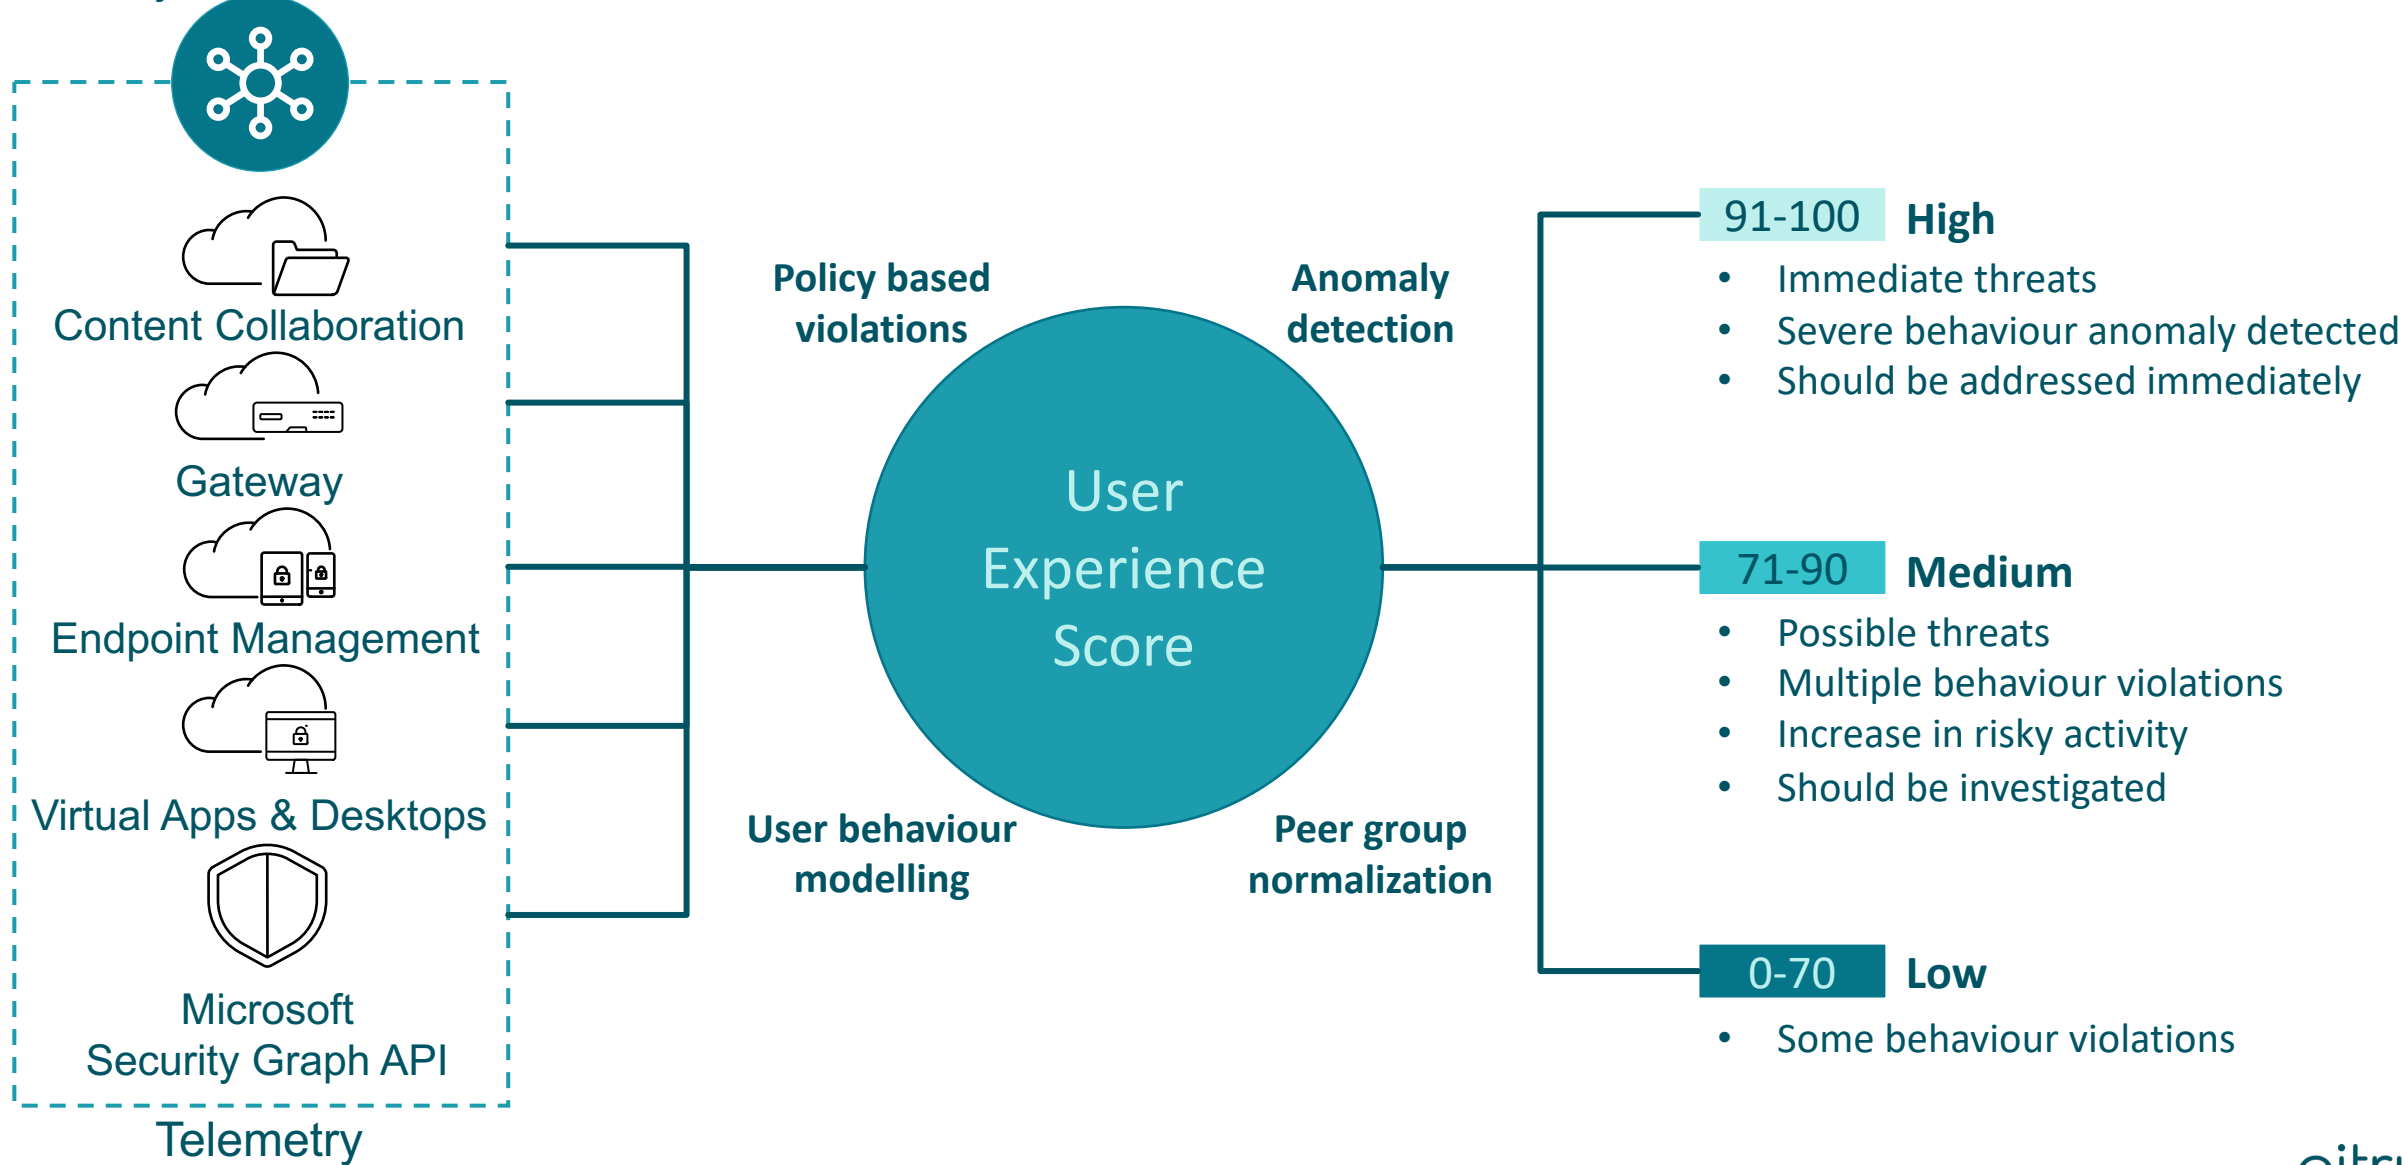 Content Collaboration
Gateway
Endpoint Management
Virtual Apps & Desktops
Microsoft
Security Graph API
Telemetry
Policy based
violations
Anomaly
detection
User
Experience
Score
User behaviour
modelling
Peer group
normalization
91-100 High
• Immediate threats
• Severe behaviour anomaly detected
• Should be addressed immediately
71-90 Medium
• Possible threats
• Multiple behaviour violations
• Increase in risky activity
• Should be investigated
0-70 Low
• Some behaviour violations